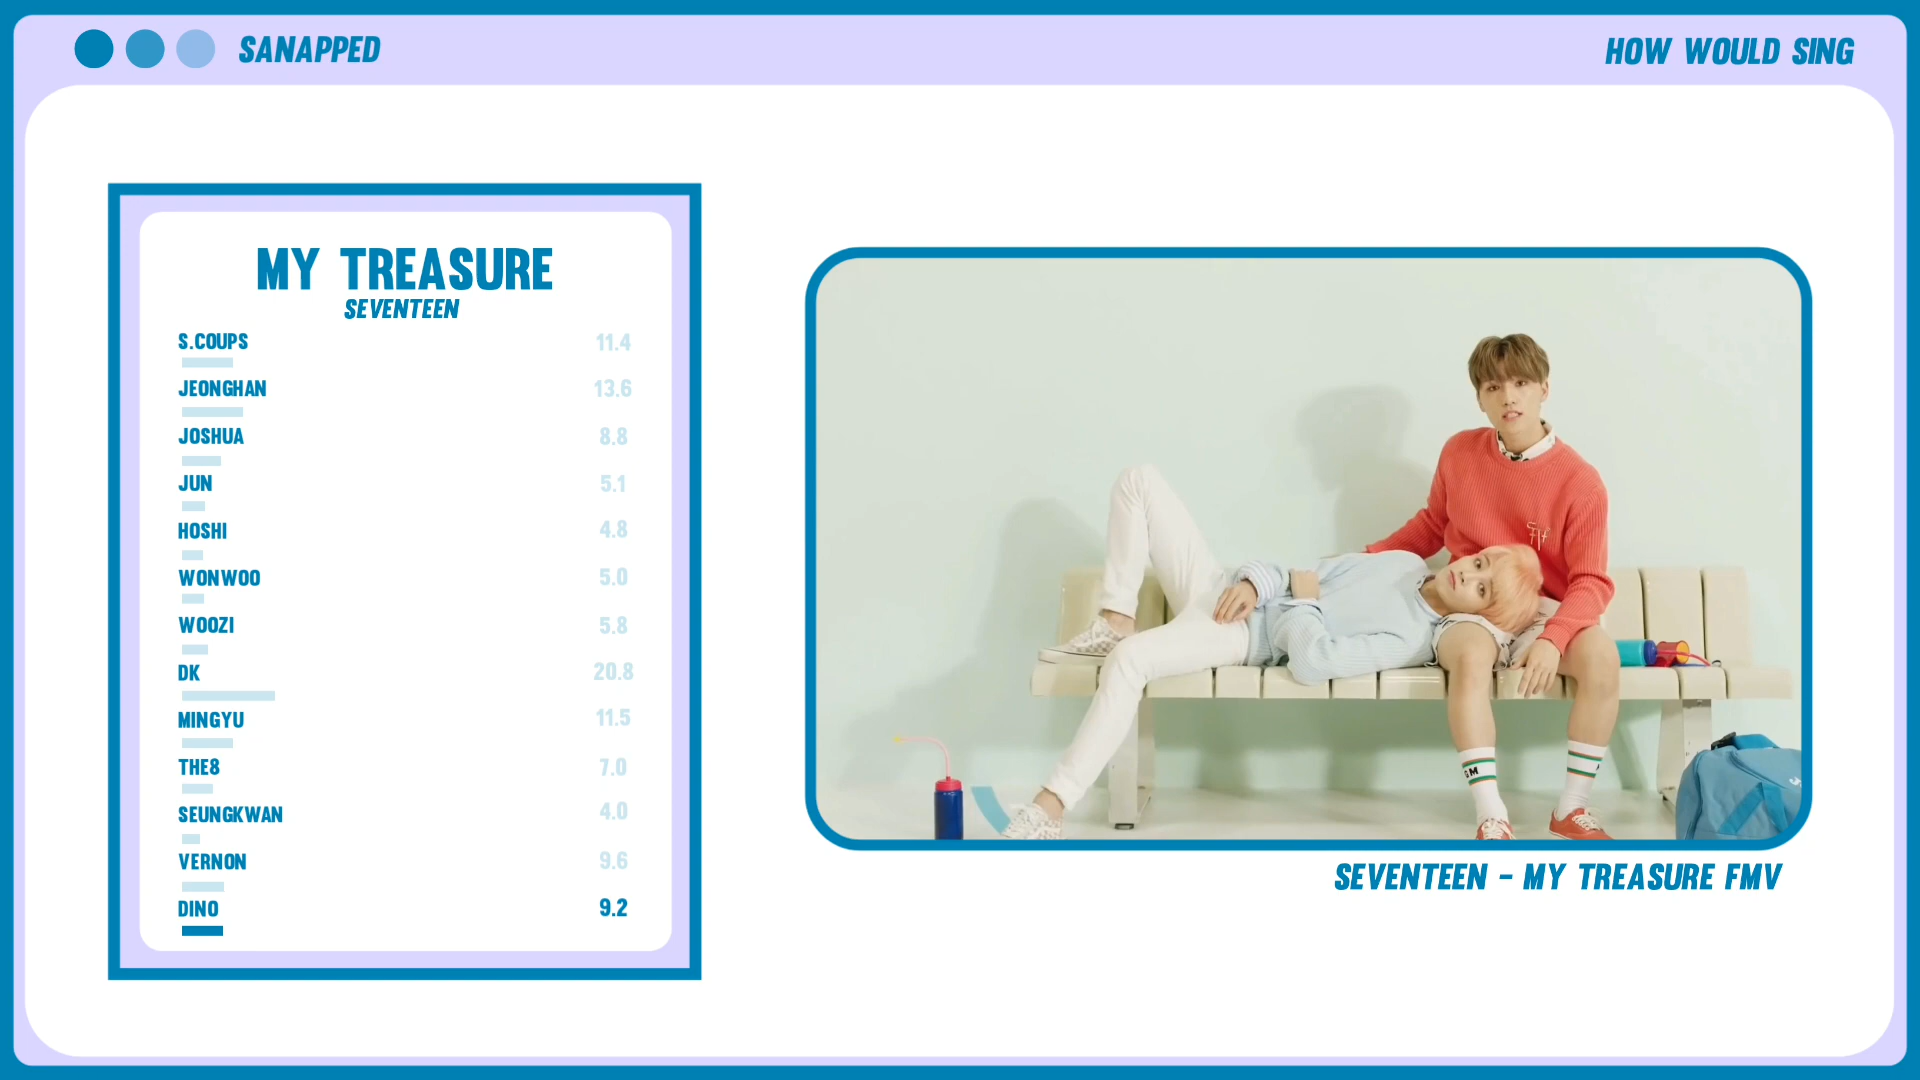 SANAPPED
HOW WOULD SING
MY TREASURE
SEVENTEEN
S.COUPS 11.4
JEONGHAN 13.6
JOSHUA 8.8
JUN 5.1
HOSHI 4.8
WONWOO 5.0
WOOZI 5.8
DK 20.8
MINGYU 11.5
THE8 7.0
SEUNGKWAN 4.0
VERNON 9.6
DINO 9.2
SEVENTEEN - MY TREASURE FMV